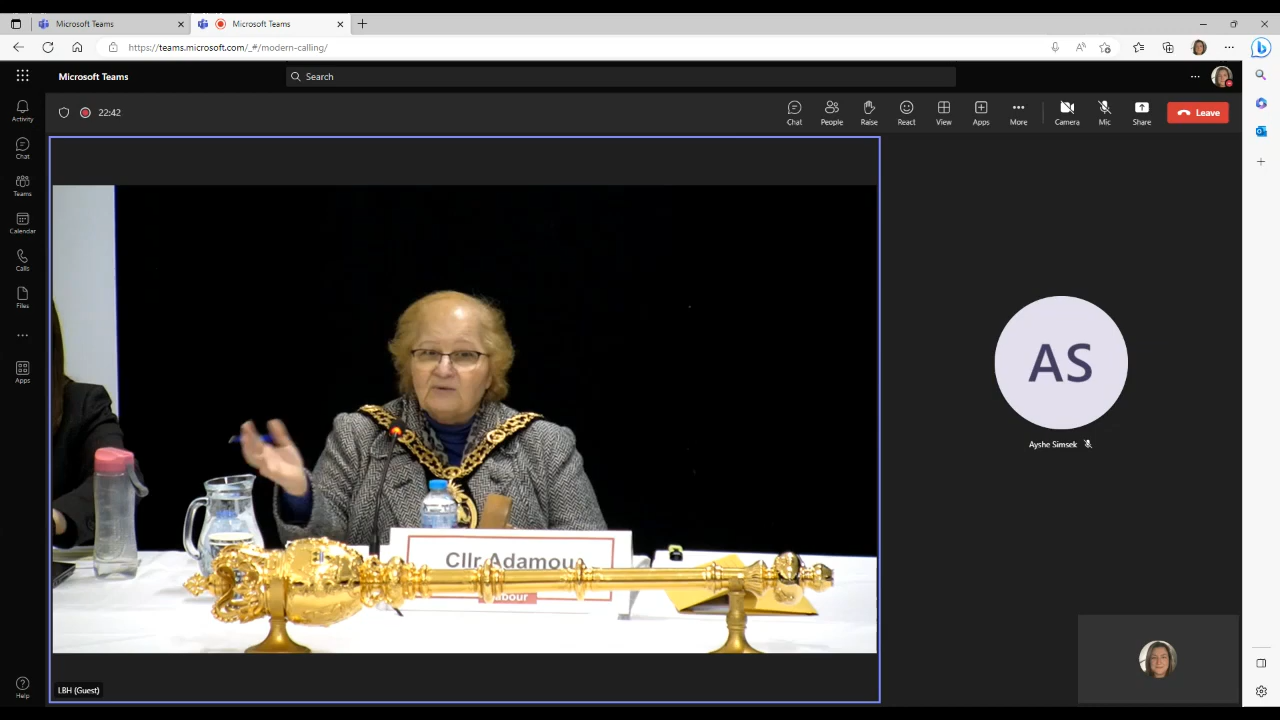 Microsoft Teams
Microsoft Teams
https://teams.microsoft.com/_#/modern-calling/
Microsoft Teams
Search
22:42
Chat
People
Raise
React
View
Apps
More
Camera
Mic
Share
Leave
Activity
Chat
Teams
Calendar
Calls
Files
Apps
Help
Cllr Adamou
AS
Ayshe Simsek
LBH (Guest)